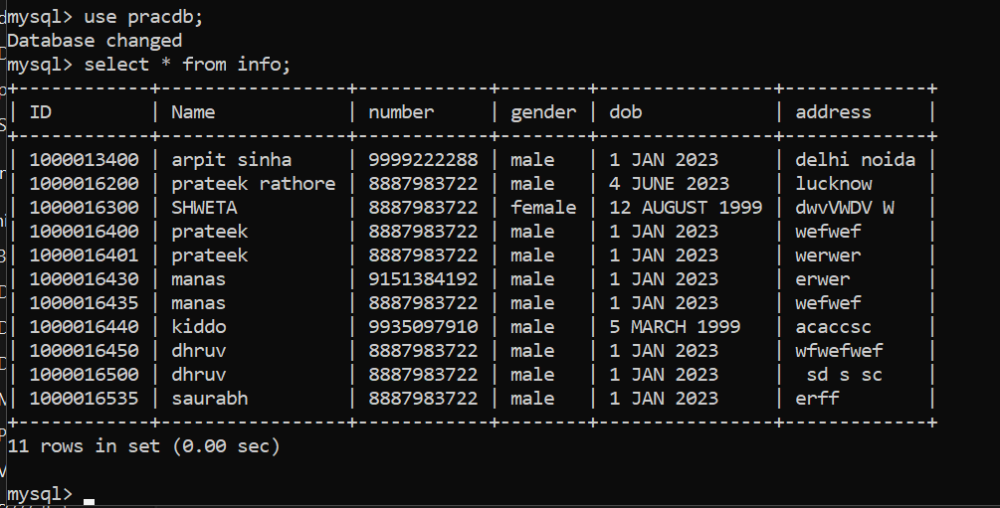 mysql> use pracdb;
Database changed
mysql> select * from info;
+------------+-----------------+------------+--------+----------------+-------------+
| ID         | Name            | number     | gender | dob            | address     |
+------------+-----------------+------------+--------+----------------+-------------+
| 1000013400 | arpit sinha     | 9999222288 | male   | 1 JAN 2023     | delhi noida |
| 1000016200 | prateek rathore | 8887983722 | male   | 4 JUNE 2023    | lucknow     |
| 1000016300 | SHWETA          | 8887983722 | female | 12 AUGUST 1999 | dwvVWDV W   |
| 1000016400 | prateek         | 8887983722 | male   | 1 JAN 2023     | wefwef      |
| 1000016401 | prateek         | 8887983722 | male   | 1 JAN 2023     | werwer      |
| 1000016430 | manas           | 9151384192 | male   | 1 JAN 2023     | erwer       |
| 1000016435 | manas           | 8887983722 | male   | 1 JAN 2023     | wefwef      |
| 1000016440 | kiddo           | 9935097910 | male   | 5 MARCH 1999   | acaccsc     |
| 1000016450 | dhruv           | 8887983722 | male   | 1 JAN 2023     | wfwefwef    |
| 1000016500 | dhruv           | 8887983722 | male   | 1 JAN 2023     |  sd s sc    |
| 1000016535 | saurabh         | 8887983722 | male   | 1 JAN 2023     | erff        |
+------------+-----------------+------------+--------+----------------+-------------+
11 rows in set (0.00 sec)
mysql>